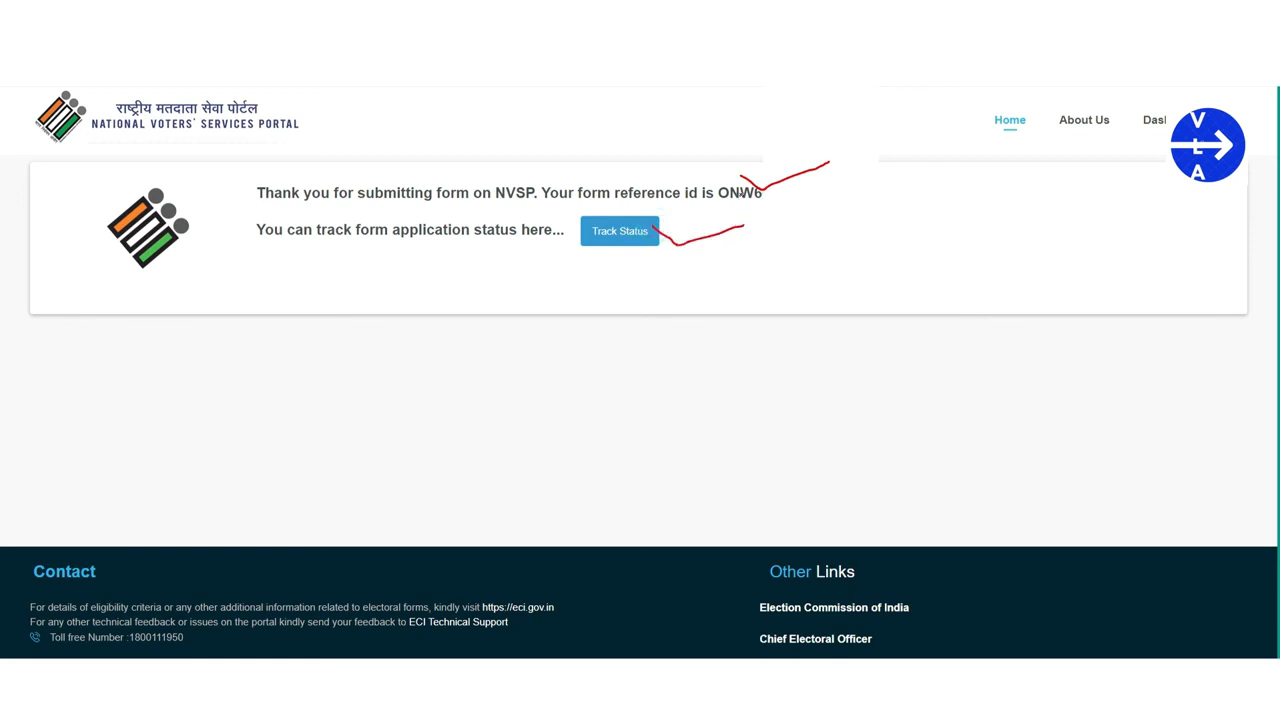 राष्ट्रीय मतदाता सेवा पोर्टल
NATIONAL VOTERS' SERVICES PORTAL
Home About Us
V
L
A
Thank you for submitting form on NVSP. Your form reference id is ONW6
You can track form application status here... Track Status
Contact
For details of eligibility criteria or any other additional information related to electoral forms, kindly visit https://eci.gov.in
For any other technical feedback or issues on the portal kindly send your feedback to ECI Technical Support
Toll free Number :1800111950
Other Links
Election Commission of India
Chief Electoral Officer